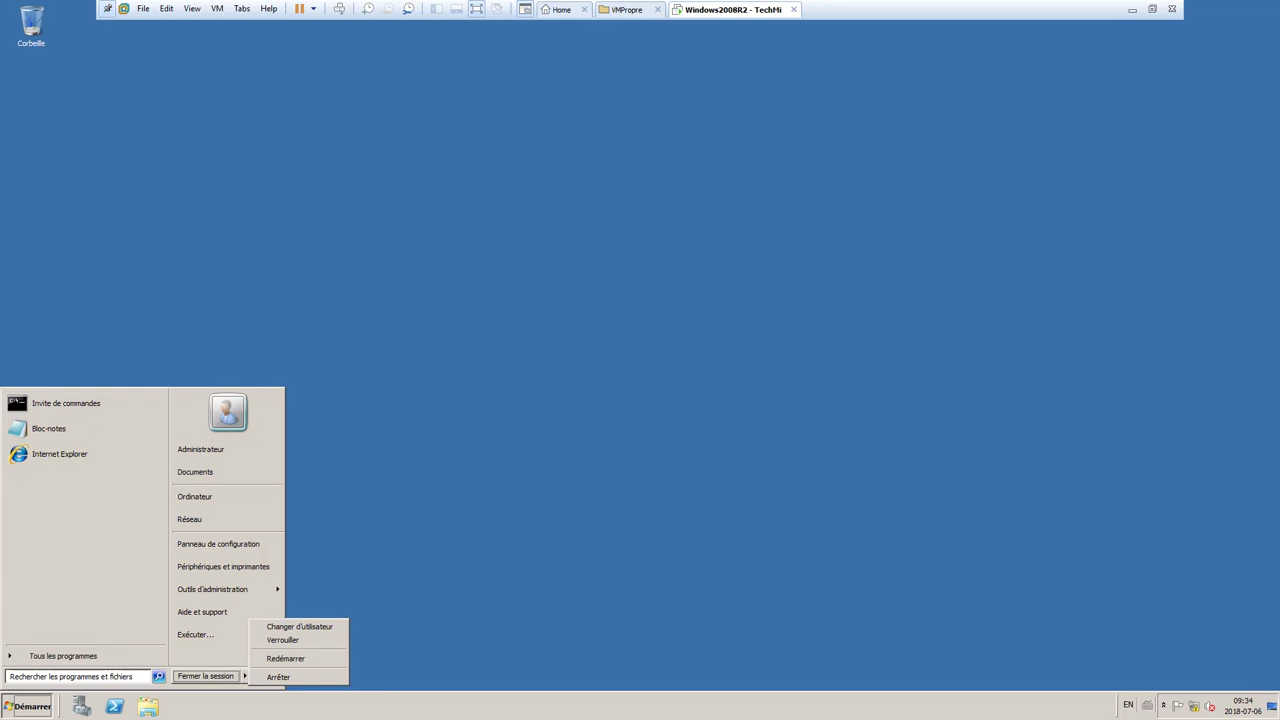 File Edit View VM Tabs Help
Home
VMPropre
Windows2008R2 - TechMi
Corbeille
Invite de commandes
Bloc-notes
Internet Explorer
Tous les programmes
Rechercher les programmes et fichiers
Administrateur
Documents
Ordinateur
Réseau
Panneau de configuration
Périphériques et imprimantes
Outils d'administration
Aide et support
Exécuter...
Fermer la session
Changer d'utilisateur
Verrouiller
Redémarrer
Arrêter
Démarrer
EN
09:34
2018-07-06